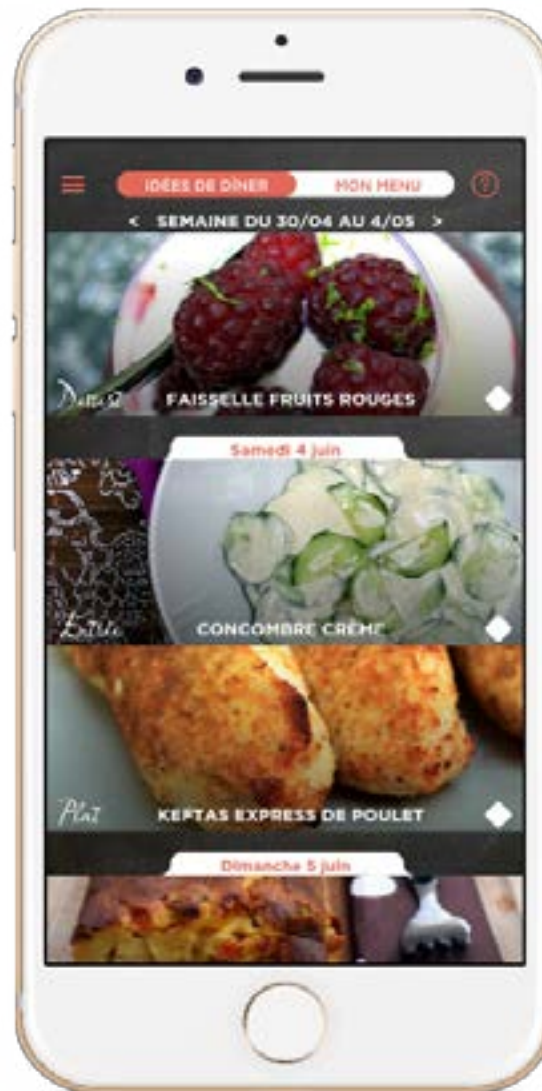 IDÉES DE DÎNER MON MENU ?
< SEMAINE DU 30/04 AU 4/05 >
Dessert FAISSELLE FRUITS ROUGES
Samedi 4 juin
Entrée CONCOMBRE CRÈME
Plat KEFTAS EXPRESS DE POULET
Dimanche 5 juin